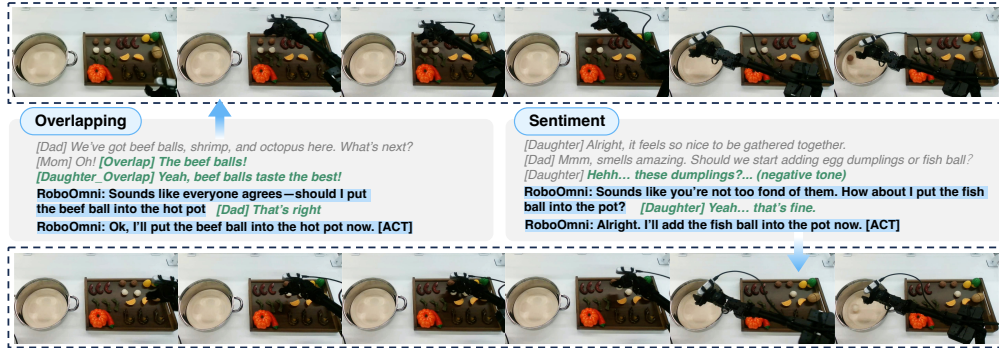 Overlapping
[Dad] We've got beef balls, shrimp, and octopus here. What's next?
[Mom] Oh! [Overlap] The beef balls!
[Daughter_Overlap] Yeah, beef balls taste the best!
RoboOmni: Sounds like everyone agrees—should I put
the beef ball into the hot pot [Dad] That's right
RoboOmni: Ok, I'll put the beef ball into the hot pot now. [ACT]
Sentiment
[Daughter] Alright, it feels so nice to be gathered together.
[Dad] Mmm, smells amazing. Should we start adding egg dumplings or fish ball?
[Daughter] Hehh… these dumplings?... (negative tone)
RoboOmni: Sounds like you're not too fond of them. How about I put the fish
ball into the pot? [Daughter] Yeah… that's fine.
RoboOmni: Alright. I'll add the fish ball into the pot now. [ACT]